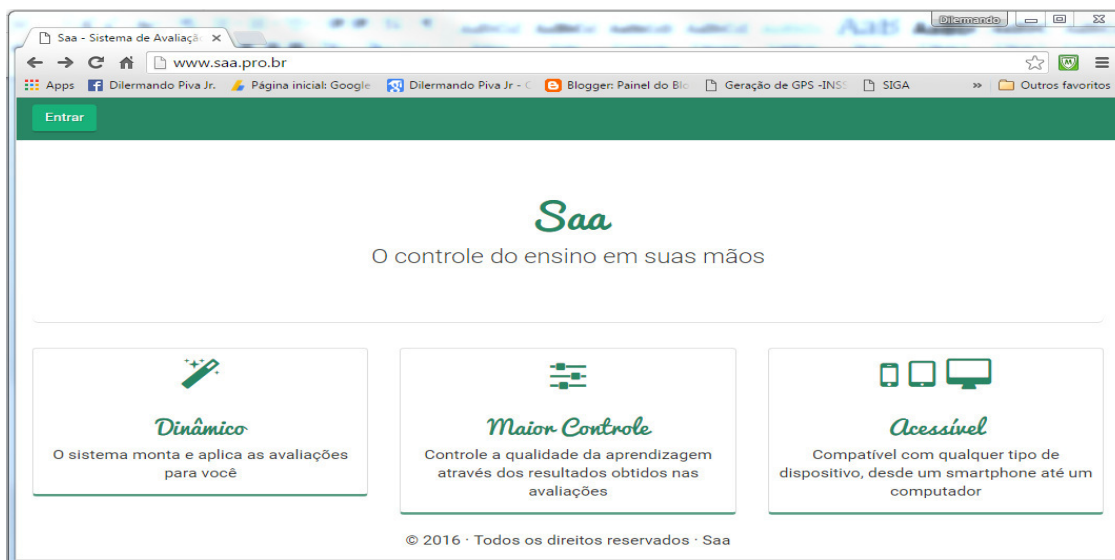 Dilermando
Saa - Sistema de Avaliaçã
www.saa.pro.br
Apps Dilermando Piva Jr. Página inicial: Google Dilermando Piva Jr - Blogger: Painel do Blo Geração de GPS -INSS SIGA » Outros favoritos
Entrar
Saa
O controle do ensino em suas mãos
Dinâmico
O sistema monta e aplica as avaliações
para você
Maior Controle
Controle a qualidade da aprendizagem
através dos resultados obtidos nas
avaliações
Acessível
Compatível com qualquer tipo de
dispositivo, desde um smartphone até um
computador
© 2016 · Todos os direitos reservados · Saa